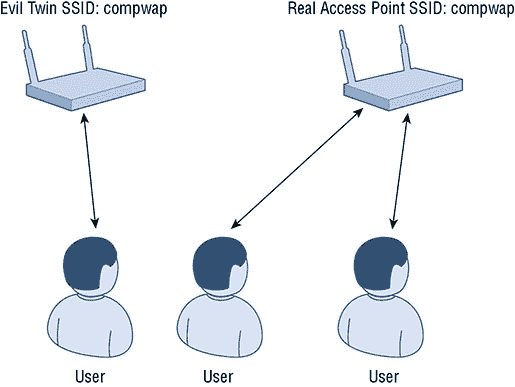 Evil Twin SSID: compwap
Real Access Point SSID: compwap
User
User
User